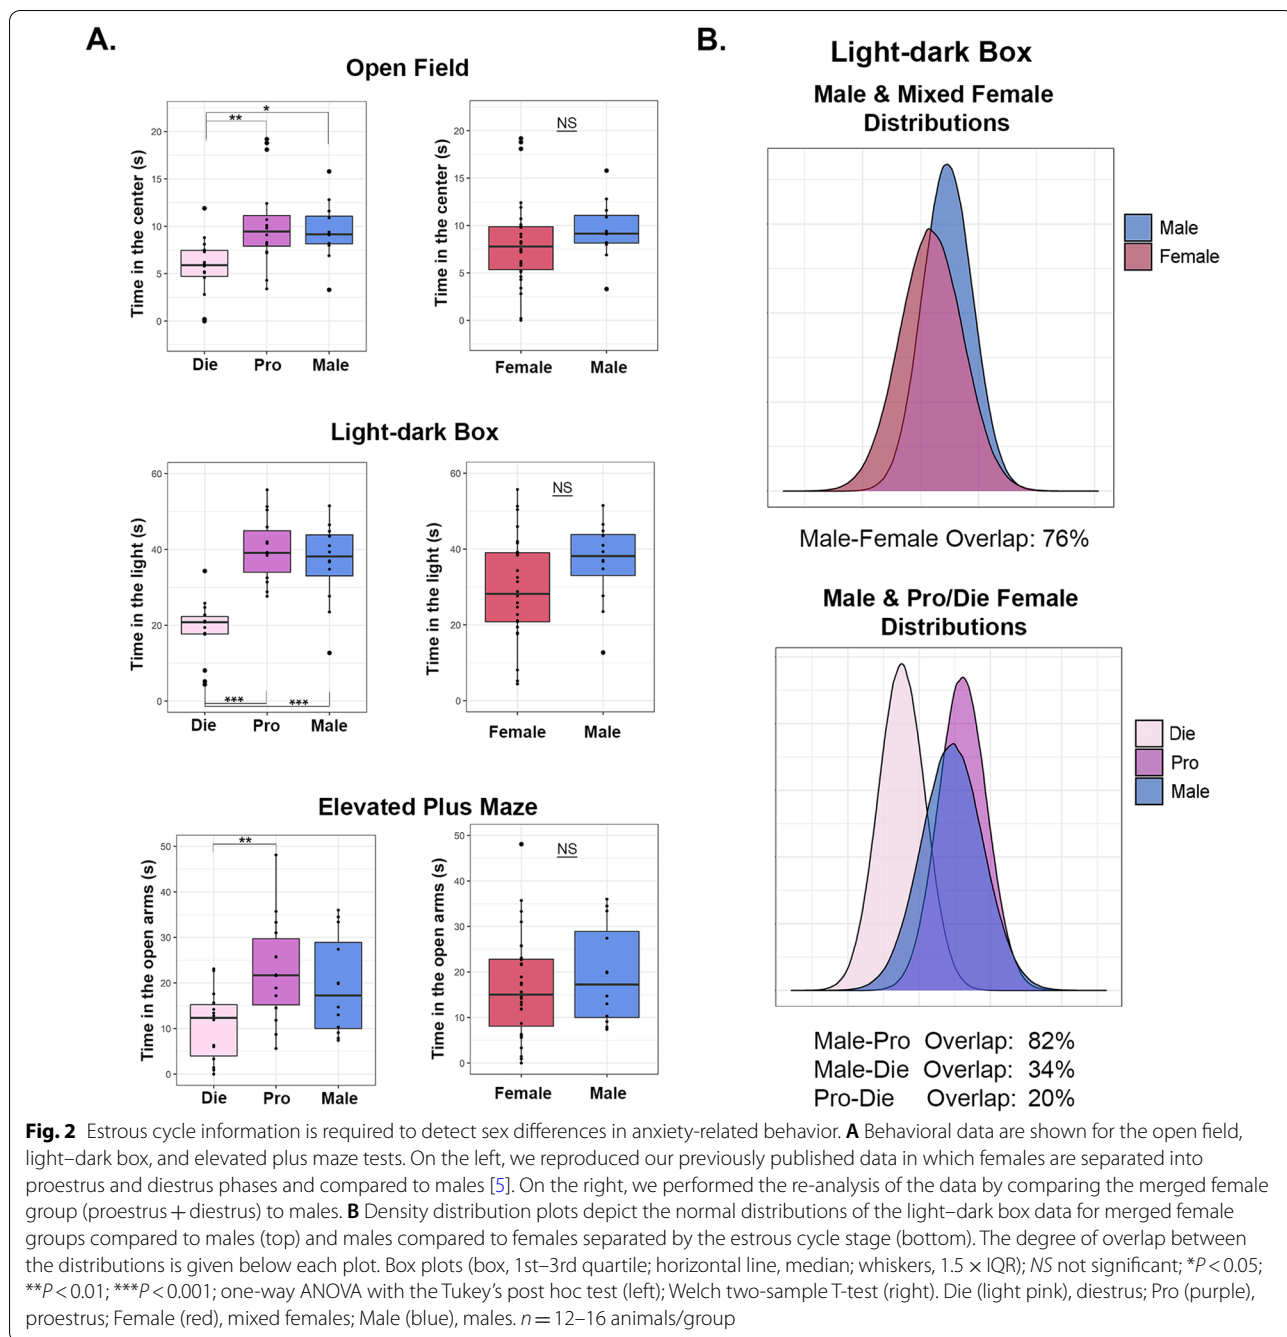 A.
Open Field
Time in the center (s)
20
15
10
5
0
**
*
Die Pro Male
Time in the center (s)
20
15
10
5
0
NS
Female Male
Light-dark Box
Time in the light (s)
60
40
20
0
***
***
Die Pro Male
Time in the light (s)
60
40
20
0
NS
Female Male
Elevated Plus Maze
Time in the open arms (s)
50
40
30
20
10
0
**
Die Pro Male
Time in the open arms (s)
50
40
30
20
10
0
NS
Female Male
B.
Light-dark Box
Male & Mixed Female
Distributions
Male
Female
Male-Female Overlap: 76%
Male & Pro/Die Female
Distributions
Die
Pro
Male
Male-Pro Overlap: 82%
Male-Die Overlap: 34%
Pro-Die Overlap: 20%
Fig. 2 Estrous cycle information is required to detect sex differences in anxiety-related behavior. A Behavioral data are shown for the open field,
light–dark box, and elevated plus maze tests. On the left, we reproduced our previously published data in which females are separated into
proestrus and diestrus phases and compared to males [5]. On the right, we performed the re-analysis of the data by comparing the merged female
group (proestrus + diestrus) to males. B Density distribution plots depict the normal distributions of the light–dark box data for merged female
groups compared to males (top) and males compared to females separated by the estrous cycle stage (bottom). The degree of overlap between
the distributions is given below each plot. Box plots (box, 1st–3rd quartile; horizontal line, median; whiskers, 1.5 × IQR); NS not significant; *P < 0.05;
**P < 0.01; ***P < 0.001; one-way ANOVA with the Tukey's post hoc test (left); Welch two-sample T-test (right). Die (light pink), diestrus; Pro (purple),
proestrus; Female (red), mixed females; Male (blue), males. n = 12–16 animals/group